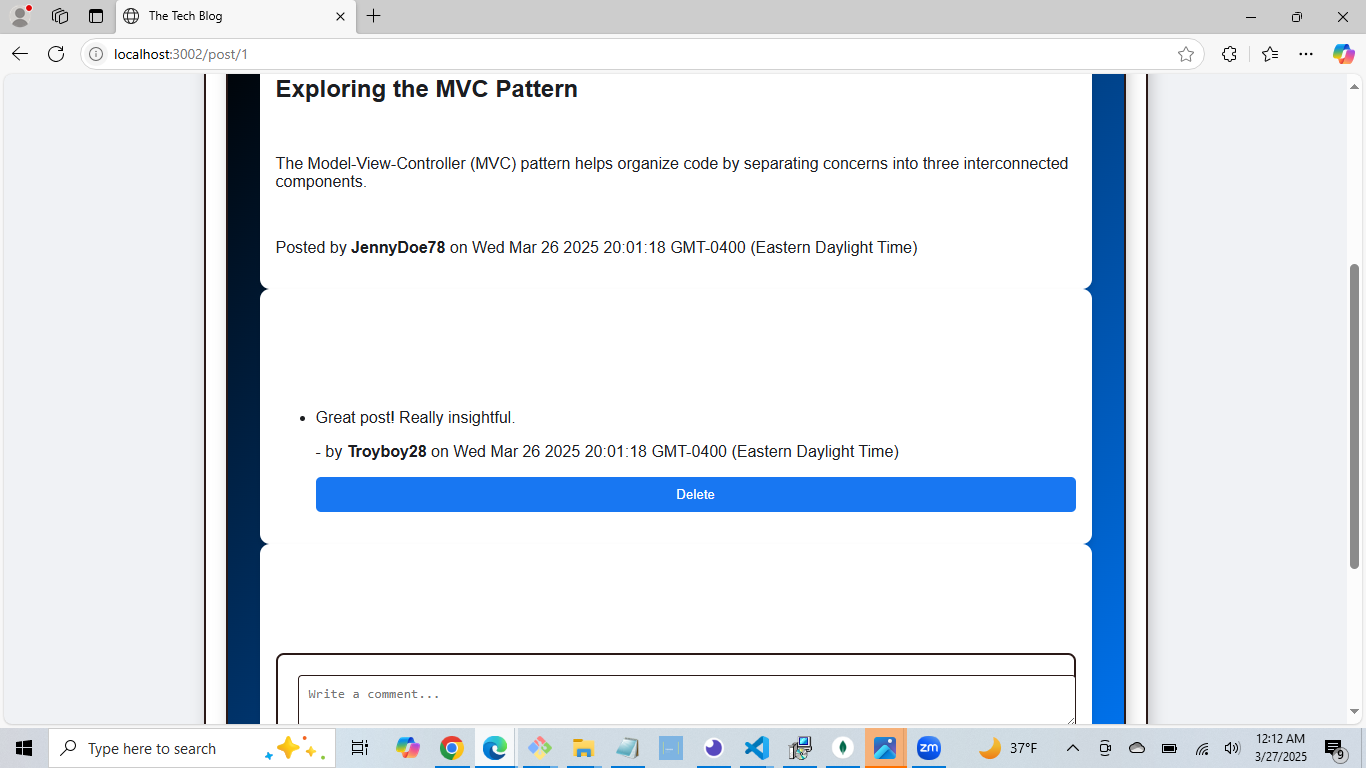 The Tech Blog
localhost:3002/post/1
Exploring the MVC Pattern
The Model-View-Controller (MVC) pattern helps organize code by separating concerns into three interconnected
components.
Posted by JennyDoe78 on Wed Mar 26 2025 20:01:18 GMT-0400 (Eastern Daylight Time)
Great post! Really insightful.
- by Troyboy28 on Wed Mar 26 2025 20:01:18 GMT-0400 (Eastern Daylight Time)
Delete
Write a comment...
Type here to search
zm
37°F
12:12 AM
3/27/2025
9